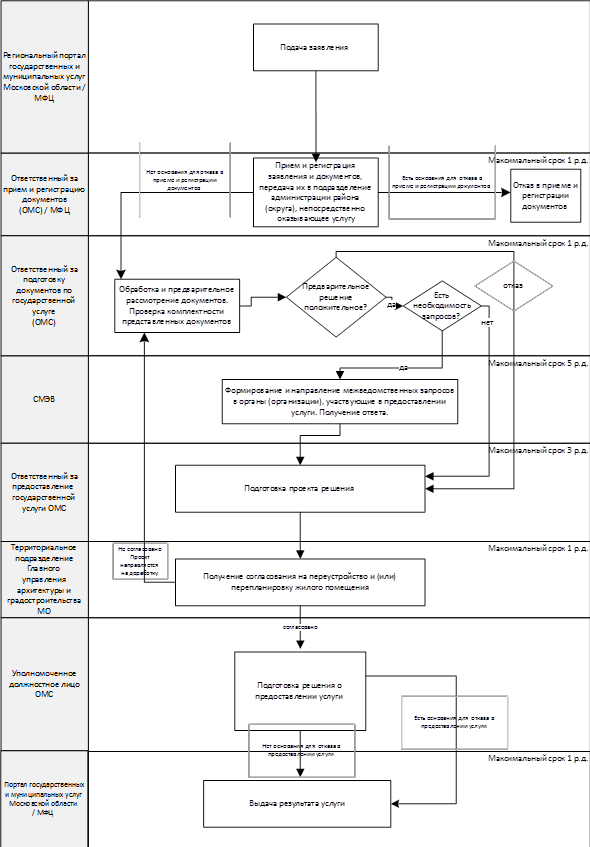 Региональный портал
государственных и
муниципальных услуг
Московской области /
МФЦ
Подача заявления
Ответственный за
прием и регистрацию
документов
(ОМС) / МФЦ
Максимальный срок 1 р.д.
Нет основания для отказа в
приеме и регистрации
документов
Прием и регистрация
заявления и документов,
передача их в подразделение
администрации района
(округа), непосредственно
оказывающее услугу
Есть основания для отказа в
приеме и регистрации документов
Отказ в приеме и
регистрации
документов
Ответственный за
подготовку
документов по
государственной
услуге
(ОМС)
Максимальный срок 1 р.д.
Обработка и предварительное
рассмотрение документов.
Проверка комплектности
представленных документов
Предварительное
решение
положительное?
да
Есть
необходимость
запросов?
отказ
нет
СМЭВ
Максимальный срок 5 р.д.
да
Формирование и направление межведомственных запросов
в органы (организации), участвующие в предоставлении
услуги. Получение ответа.
Ответственный за
предоставление
государственной
услуги ОМС
Максимальный срок 3 р.д.
Подготовка проекта решения
Территориальное
подразделение
Главного
управления
архитектуры и
градостроительства
МО
Максимальный срок 1 р.д.
Не согласовано
Проект
направляется
на доработку
Получение согласования на переустройство и (или)
перепланировку жилого помещения
согласовано
Уполномоченное
должностное лицо
ОМС
Подготовка решения о
предоставлении услуги
Есть основания для отказа в
предоставлении услуги
Нет основания для отказа в
предоставлении услуги
Портал государственных
и муниципальных услуг
Московской области
/ МФЦ
Максимальный срок 1 р.д.
Выдача результата услуги